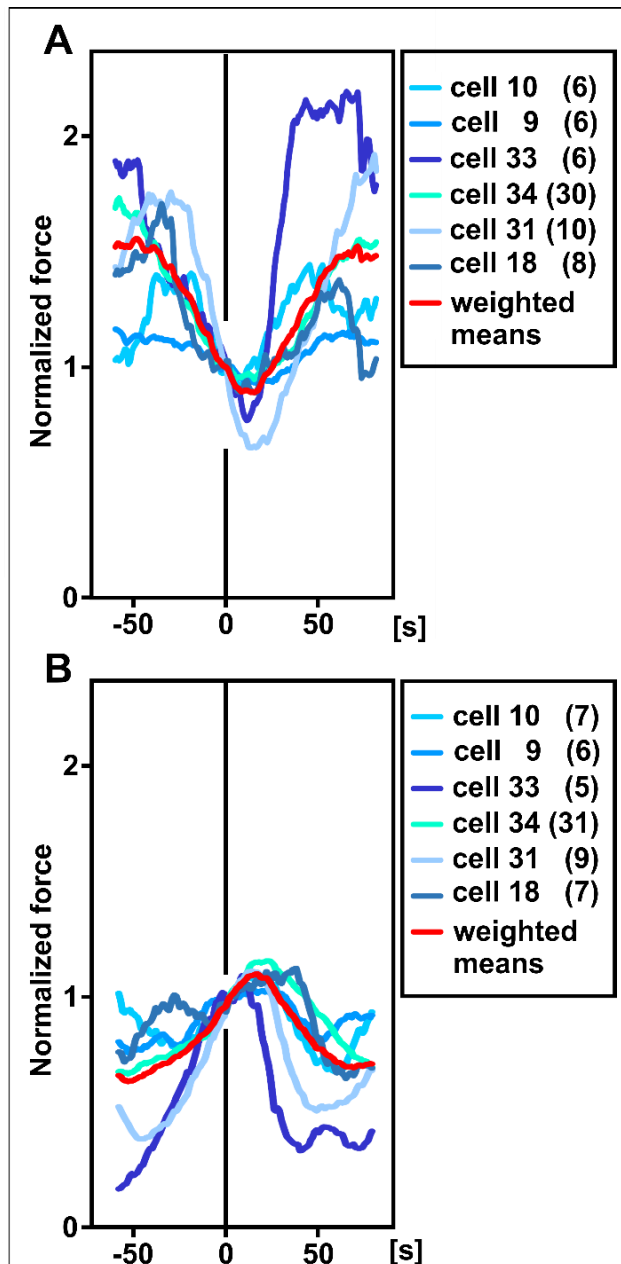 A
Normalized force
2
1
0
-50 0 50 [s]
cell 10 (6)
cell 9 (6)
cell 33 (6)
cell 34 (30)
cell 31 (10)
cell 18 (8)
weighted
means
B
Normalized force
2
1
0
-50 0 50 [s]
cell 10 (7)
cell 9 (6)
cell 33 (5)
cell 34 (31)
cell 31 (9)
cell 18 (7)
weighted
means